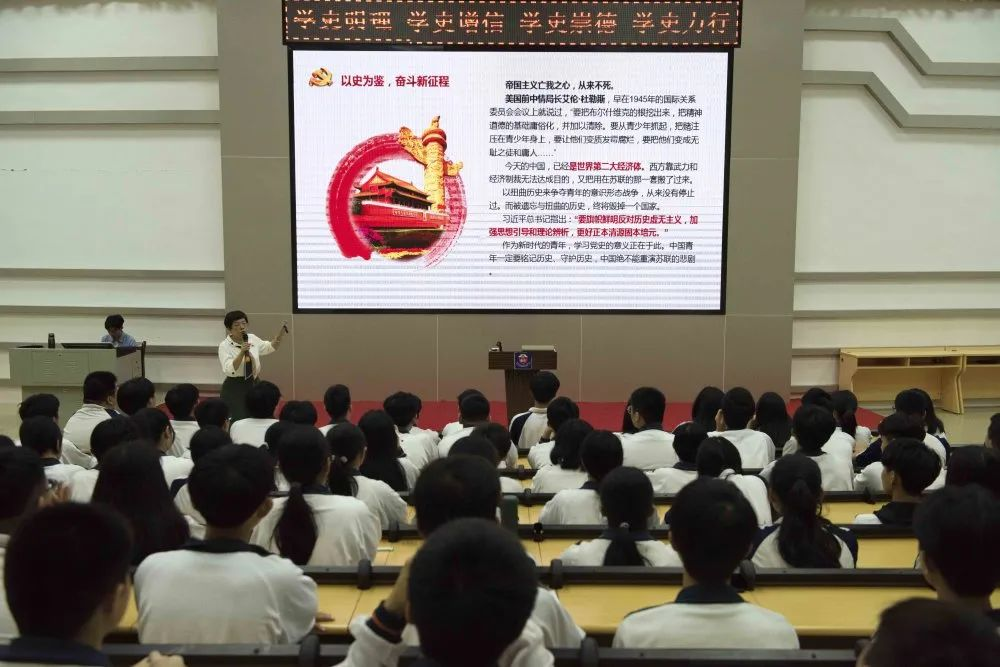 学史明理 学史增信 学史崇德 学史力行
以史为鉴，奋斗新征程
帝国主义亡我之心，从来不死。
美国前中情局长艾伦·杜勒斯，早在1945年的国际关系
委员会会议上就说过，“要把布尔什维克的根挖出来，把精神
道德的基础庸俗化，并加以清除。要从青少年抓起，把赌注
压在青少年身上，要让他们变质发霉腐烂，要把他们变成无
耻之徒和庸人……”
今天的中国，已经是世界第二大经济体。西方靠武力和
经济制裁无法达成目的，又把用在苏联的那一套搬了过来。
以扭曲历史来争夺青年的意识形态战争，从来没有停止
过。而被遗忘与扭曲的历史，终将毁掉一个国家。
习近平总书记指出：“要旗帜鲜明反对历史虚无主义，加
强思想引导和理论辨析，更好正本清源固本培元。”
作为新时代的青年，学习党史的意义正在于此。中国青
年一定要铭记历史、守护历史，中国绝不能重演苏联的悲剧
。